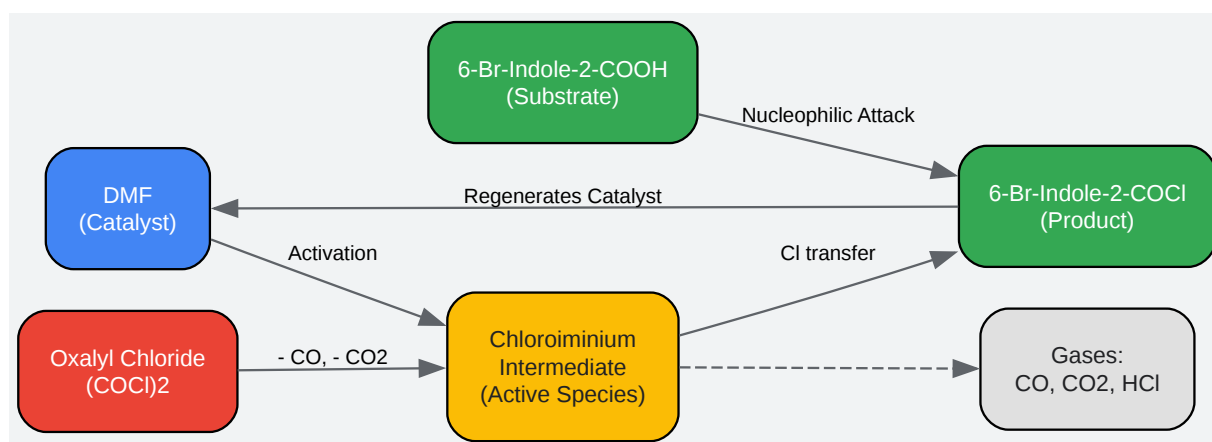 6-Br-Indole-2-COOH
(Substrate)
Nucleophilic Attack
DMF
(Catalyst)
Regenerates Catalyst
6-Br-Indole-2-COCl
(Product)
Activation
Cl transfer
Oxalyl Chloride
(COCl)2
- CO, - CO2
Chloroiminium
Intermediate
(Active Species)
Gases:
CO, CO2, HCl